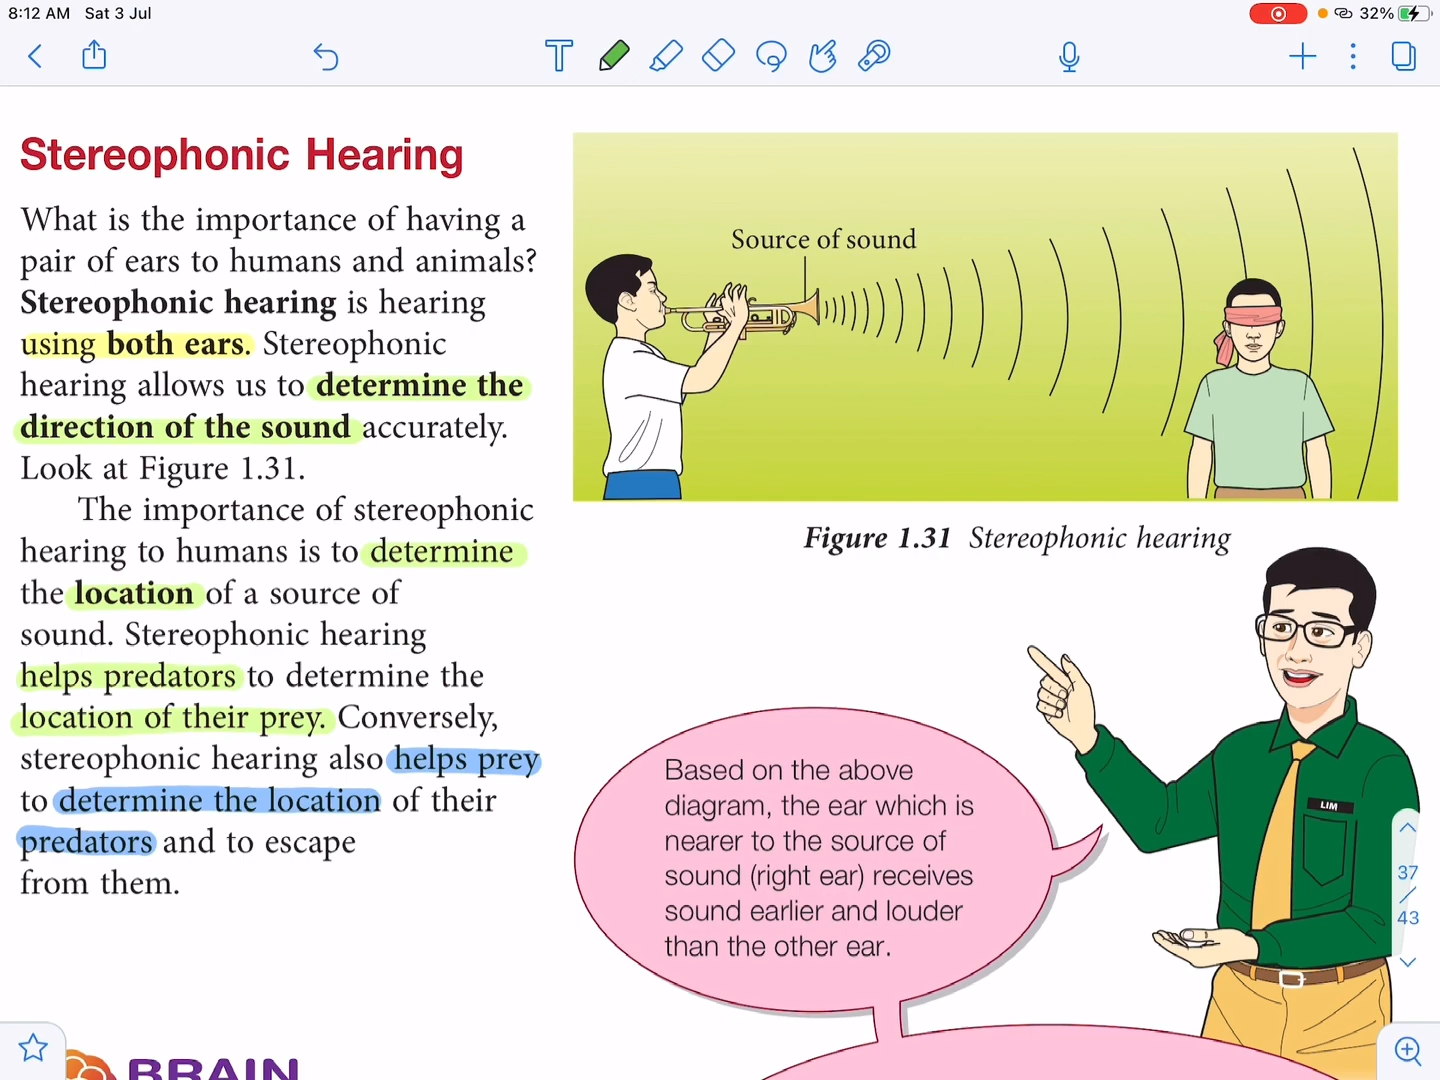 8:12 AM Sat 3 Jul
32%
Stereophonic Hearing
What is the importance of having a
pair of ears to humans and animals?
Stereophonic hearing is hearing
using both ears. Stereophonic
hearing allows us to determine the
direction of the sound accurately.
Look at Figure 1.31.
The importance of stereophonic
hearing to humans is to determine
the location of a source of
sound. Stereophonic hearing
helps predators to determine the
location of their prey. Conversely,
stereophonic hearing also helps prey
to determine the location of their
predators and to escape
from them.
Source of sound
Figure 1.31 Stereophonic hearing
Based on the above
diagram, the ear which is
nearer to the source of
sound (right ear) receives
sound earlier and louder
than the other ear.
LIM
37
43
BRAIN